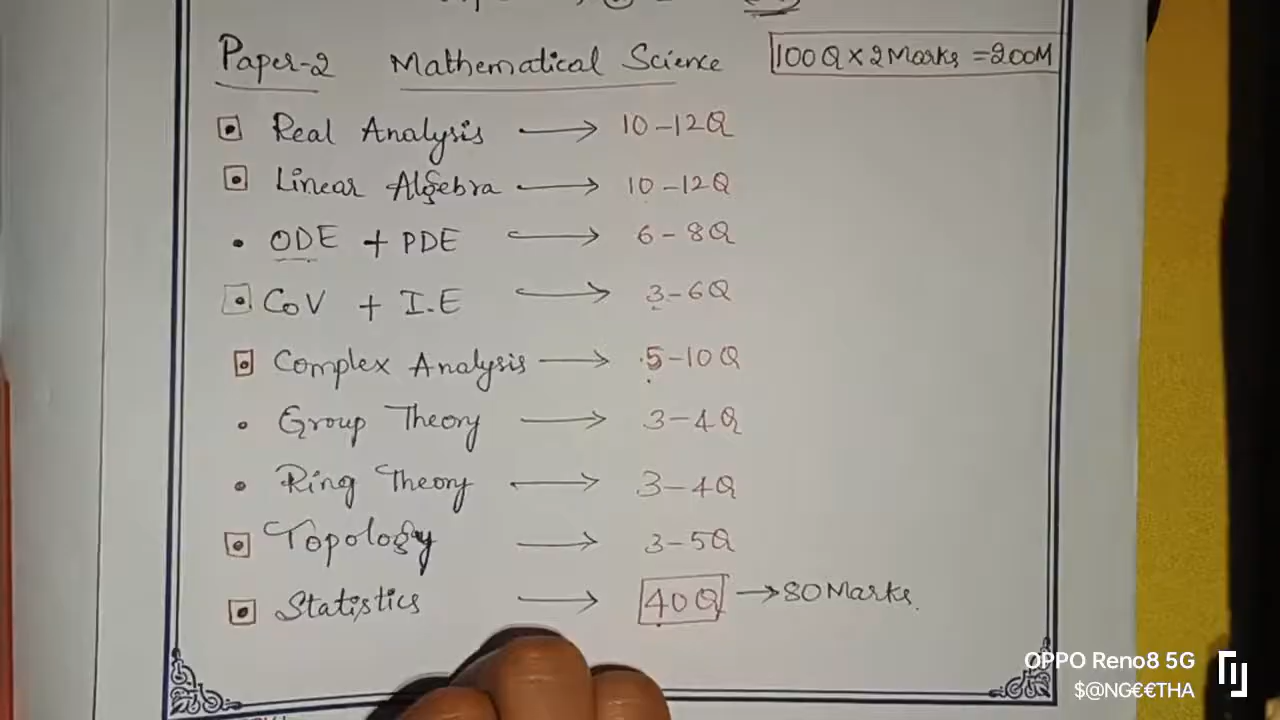 Paper-2 Mathematical Science 100Q×2Marks=200M
Real Analysis → 10-12Q
Linear Algebra → 10-12Q
• ODE + PDE → 6-8Q
CoV + I.E → 3-6Q
Complex Analysis → 5-10Q
• Group Theory → 3-4Q
• Ring Theory → 3-4Q
Topology → 3-5Q
Statistics → 40Q → 80Marks.
OPPO Reno8 5G
$@NG€€THA